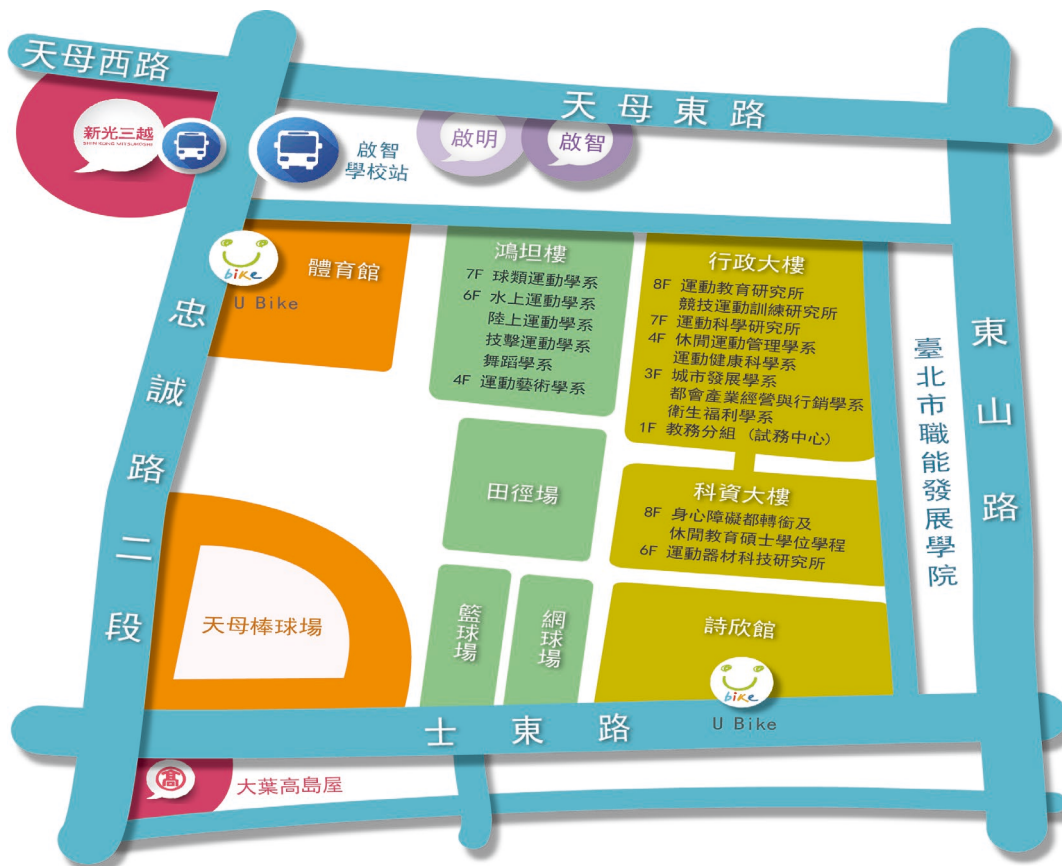 天母西路
天母東路
新光三越
SHIN KONG MITSUKOSHI
啟智
學校站
啟明
啟智
bike
U Bike
體育館
鴻坦樓
7F 球類運動學系
6F 水上運動學系
陸上運動學系
技擊運動學系
舞蹈學系
4F 運動藝術學系
行政大樓
8F 運動教育研究所
競技運動訓練研究所
7F 運動科學研究所
4F 休閒運動管理學系
運動健康科學系
3F 城市發展學系
都會產業經營與行銷學系
衛生福利學系
1F 教務分組 (試務中心)
忠誠路二段
東山路
臺北市職能發展學院
田徑場
科資大樓
8F 身心障礙都轉銜及
休閒教育碩士學位學程
6F 運動器材科技研究所
天母棒球場
籃球場
網球場
詩欣館
bike
U Bike
士東路
髙
大葉高島屋